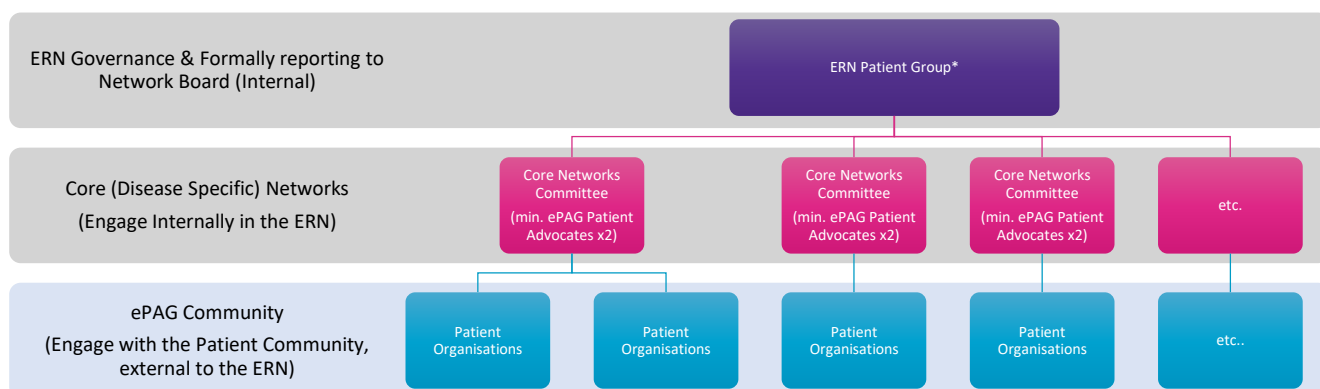 ERN Governance & Formally reporting to
Network Board (Internal)
ERN Patient Group*
Core (Disease Specific) Networks
(Engage Internally in the ERN)
Core Networks
Committee
(min. ePAG Patient
Advocates x2)
Core Networks
Committee
(min. ePAG Patient
Advocates x2)
Core Networks
Committee
(min. ePAG Patient
Advocates x2)
etc.
ePAG Community
(Engage with the Patient Community,
external to the ERN)
Patient
Organisations
Patient
Organisations
Patient
Organisations
Patient
Organisations
etc..